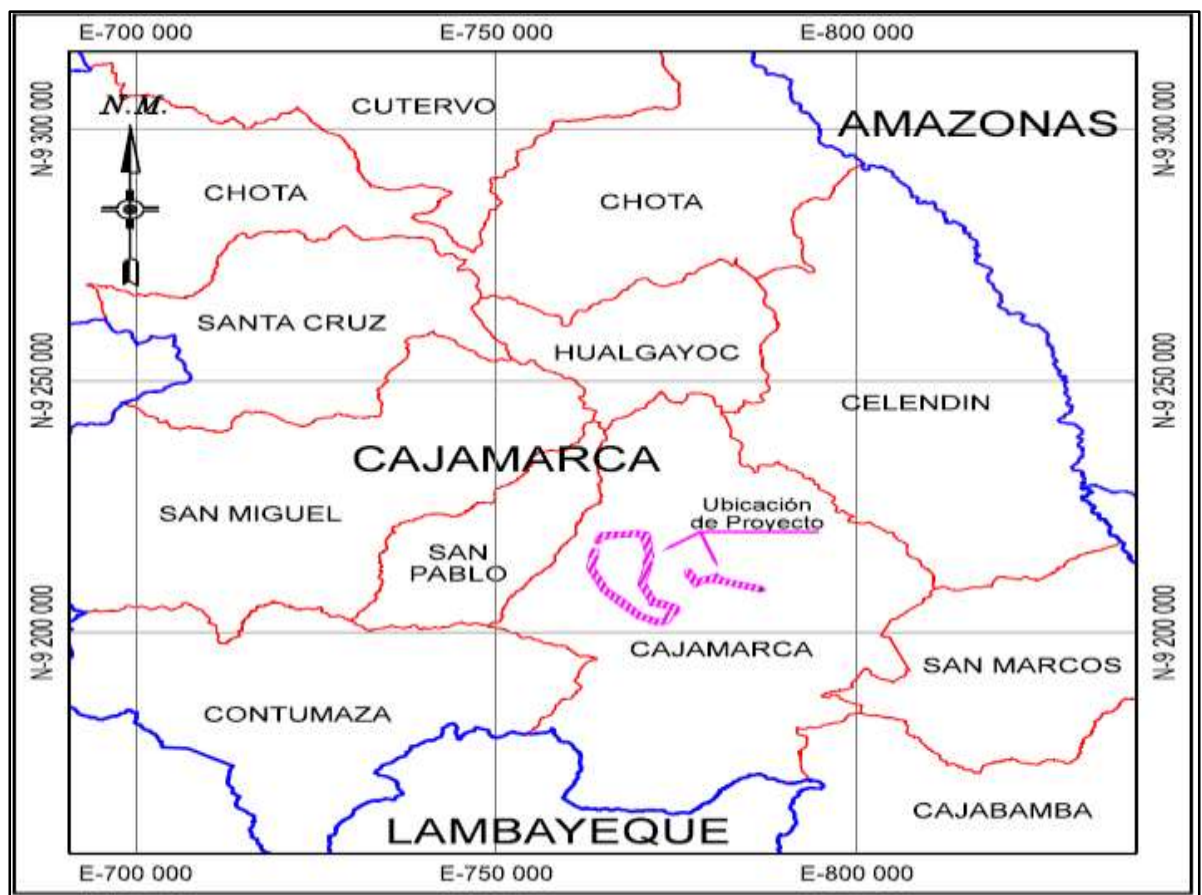 E-700 000
E-750 000
E-800 000
N-9 300 000
N.M.
CUTERVO
AMAZONAS
N-9 300 000
CHOTA
CHOTA
SANTA CRUZ
HUALGAYOC
N-9 250 000
N-9 250 000
CELENDIN
CAJAMARCA
SAN MIGUEL
Ubicación
de Proyecto
SAN
PABLO
N-9 200 000
N-9 200 000
CAJAMARCA
SAN MARCOS
CONTUMAZA
CAJABAMBA
LAMBAYEQUE
E-700 000
E-750 000
E-800 000